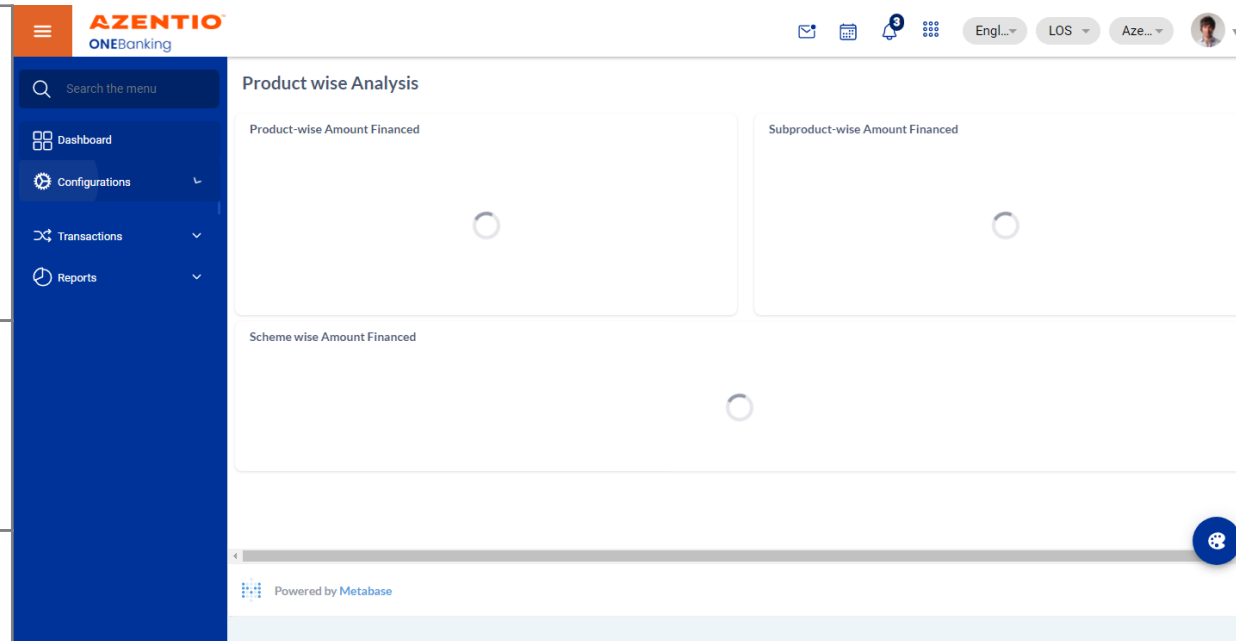 AZENTIO
ONEBanking
3
Engl...
LOS
Aze...
Search the menu
Product wise Analysis
Dashboard
Configurations
Transactions
Reports
Product-wise Amount Financed
Subproduct-wise Amount Financed
Scheme wise Amount Financed
Powered by Metabase